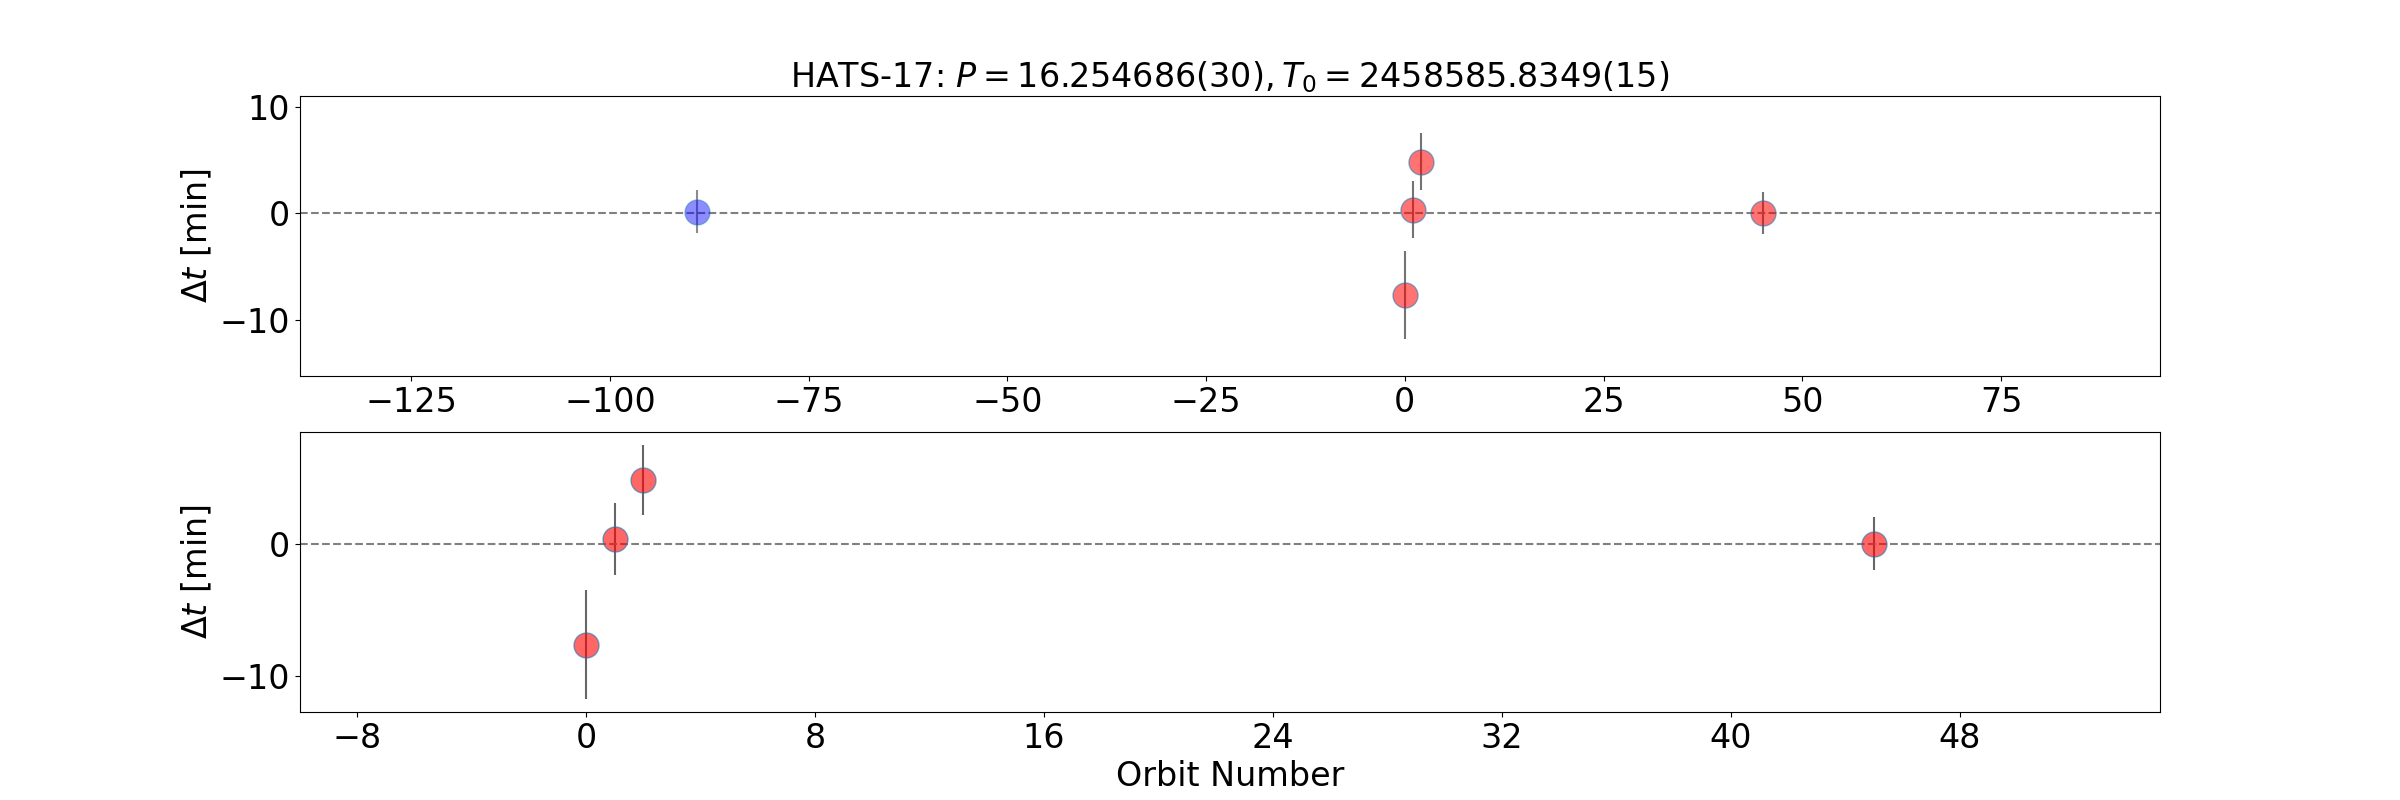 HATS-17: P = 16.254686(30), T₀ = 2458585.8349(15)
10
0
−10
Δt [min]
−125 −100 −75 −50 −25 0 25 50 75
0
−10
Δt [min]
−8 0 8 16 24 32 40 48
Orbit Number